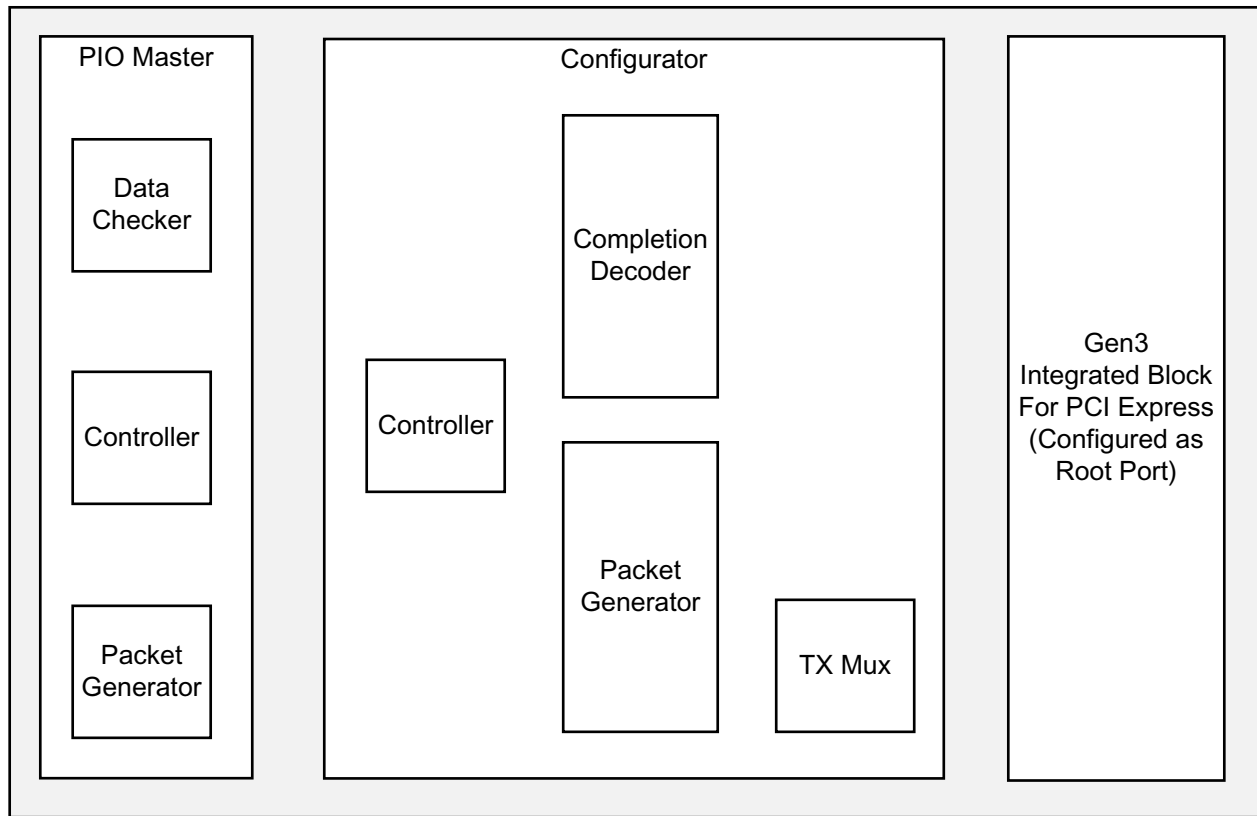 PIO Master
Data
Checker
Controller
Packet
Generator
Configurator
Completion
Decoder
Controller
Packet
Generator
TX Mux
Gen3
Integrated Block
For PCI Express
(Configured as
Root Port)